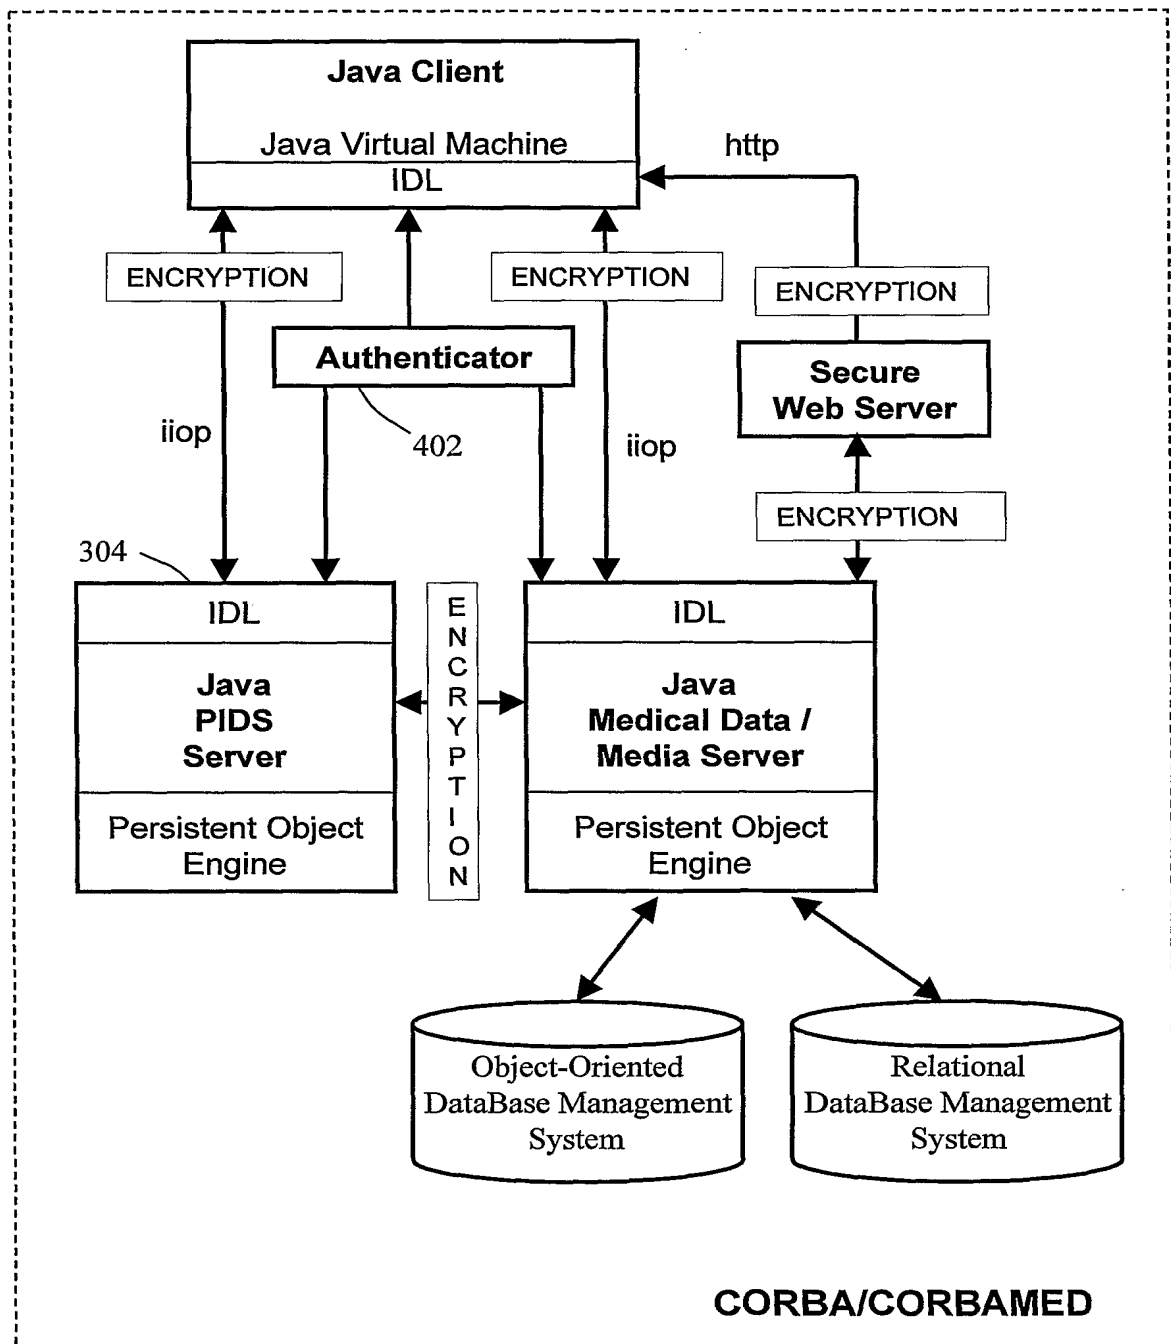 Java Client
Java Virtual Machine
IDL
http
ENCRYPTION
ENCRYPTION
ENCRYPTION
Authenticator
402
Secure
Web Server
iiop
iiop
ENCRYPTION
304
IDL
Java
PIDS
Server
Persistent Object
Engine
ENCRYPTION
IDL
Java
Medical Data /
Media Server
Persistent Object
Engine
Object-Oriented
DataBase Management
System
Relational
DataBase Management
System
CORBA/CORBAMED